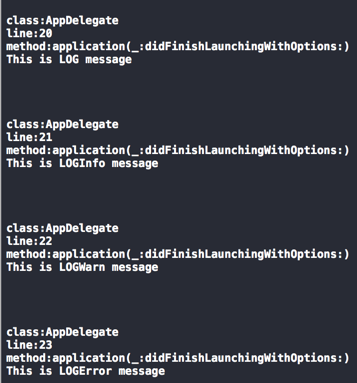 class:AppDelegate
line:20
method:application(_:didFinishLaunchingWithOptions:)
This is LOG message
class:AppDelegate
line:21
method:application(_:didFinishLaunchingWithOptions:)
This is LOGInfo message
class:AppDelegate
line:22
method:application(_:didFinishLaunchingWithOptions:)
This is LOGWarn message
class:AppDelegate
line:23
method:application(_:didFinishLaunchingWithOptions:)
This is LOGError message